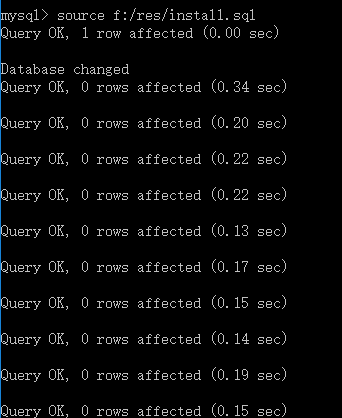 mysql> source f:/res/install.sql
Query OK, 1 row affected (0.00 sec)
Database changed
Query OK, 0 rows affected (0.34 sec)
Query OK, 0 rows affected (0.20 sec)
Query OK, 0 rows affected (0.22 sec)
Query OK, 0 rows affected (0.22 sec)
Query OK, 0 rows affected (0.13 sec)
Query OK, 0 rows affected (0.17 sec)
Query OK, 0 rows affected (0.15 sec)
Query OK, 0 rows affected (0.14 sec)
Query OK, 0 rows affected (0.19 sec)
Query OK, 0 rows affected (0.15 sec)